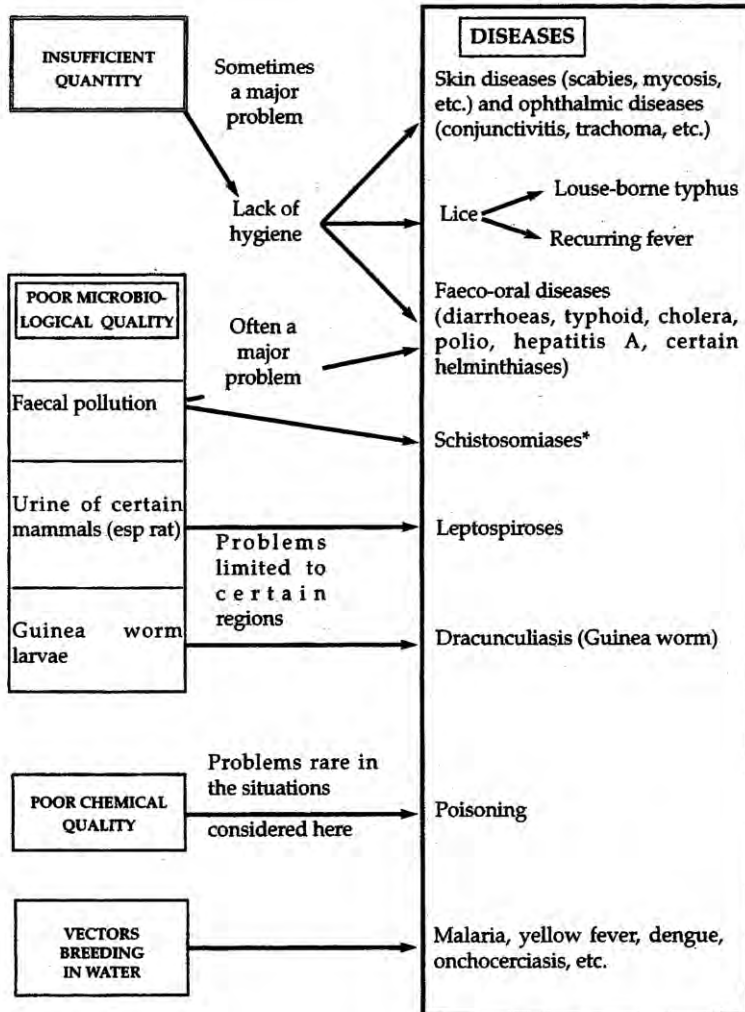 INSUFFICIENT
QUANTITY
Sometimes
a major
problem
Lack of
hygiene
DISEASES
Skin diseases (scabies, mycosis,
etc.) and ophthalmic diseases
(conjunctivitis, trachoma, etc.)
Lice
Louse-borne typhus
Recurring fever
Faeco-oral diseases
(diarrhoeas, typhoid, cholera,
polio, hepatitis A, certain
helminthiases)
POOR MICROBIO-
LOGICAL QUALITY
Often a
major
problem
Faecal pollution
Schistosomiases*
Urine of certain
mammals (esp rat)
Leptospiroses
Problems
limited to
certain
regions
Guinea worm
larvae
Dracunculiasis (Guinea worm)
POOR CHEMICAL
QUALITY
Problems rare in
the situations
considered here
Poisoning
VECTORS
BREEDING
IN WATER
Malaria, yellow fever, dengue,
onchocerciasis, etc.